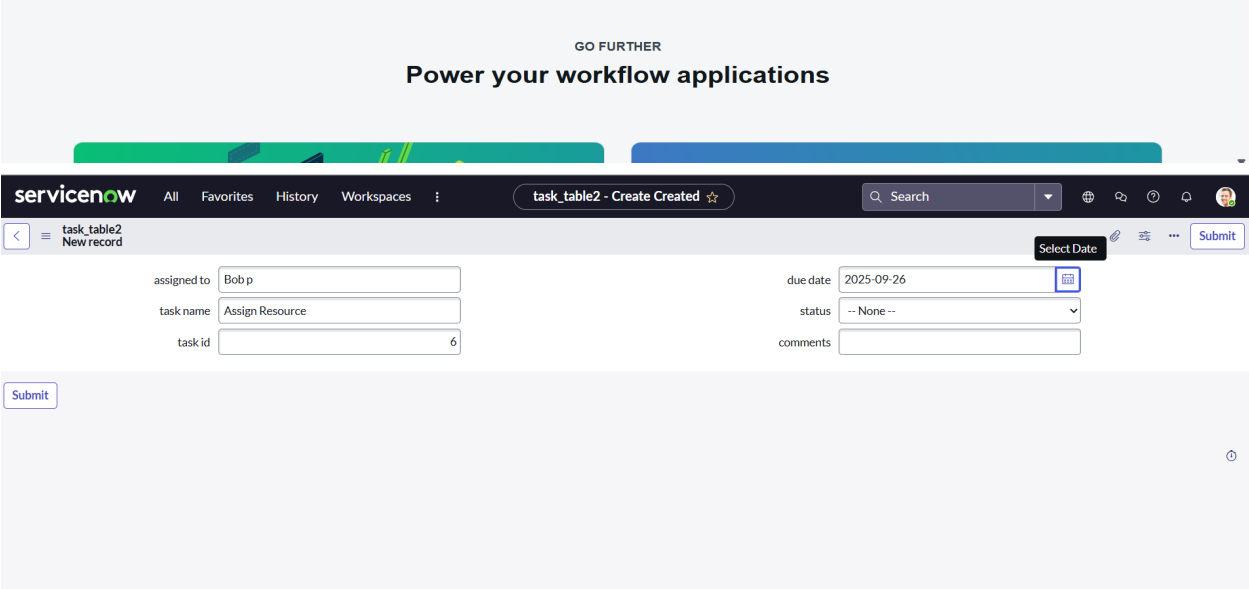 GO FURTHER
Power your workflow applications
servicenow All Favorites History Workspaces task_table2 - Create Created Search
task_table2
New record
Select Date
Submit
assigned to Bob p due date 2025-09-26
task name Assign Resource status -- None --
task id 6 comments
Submit